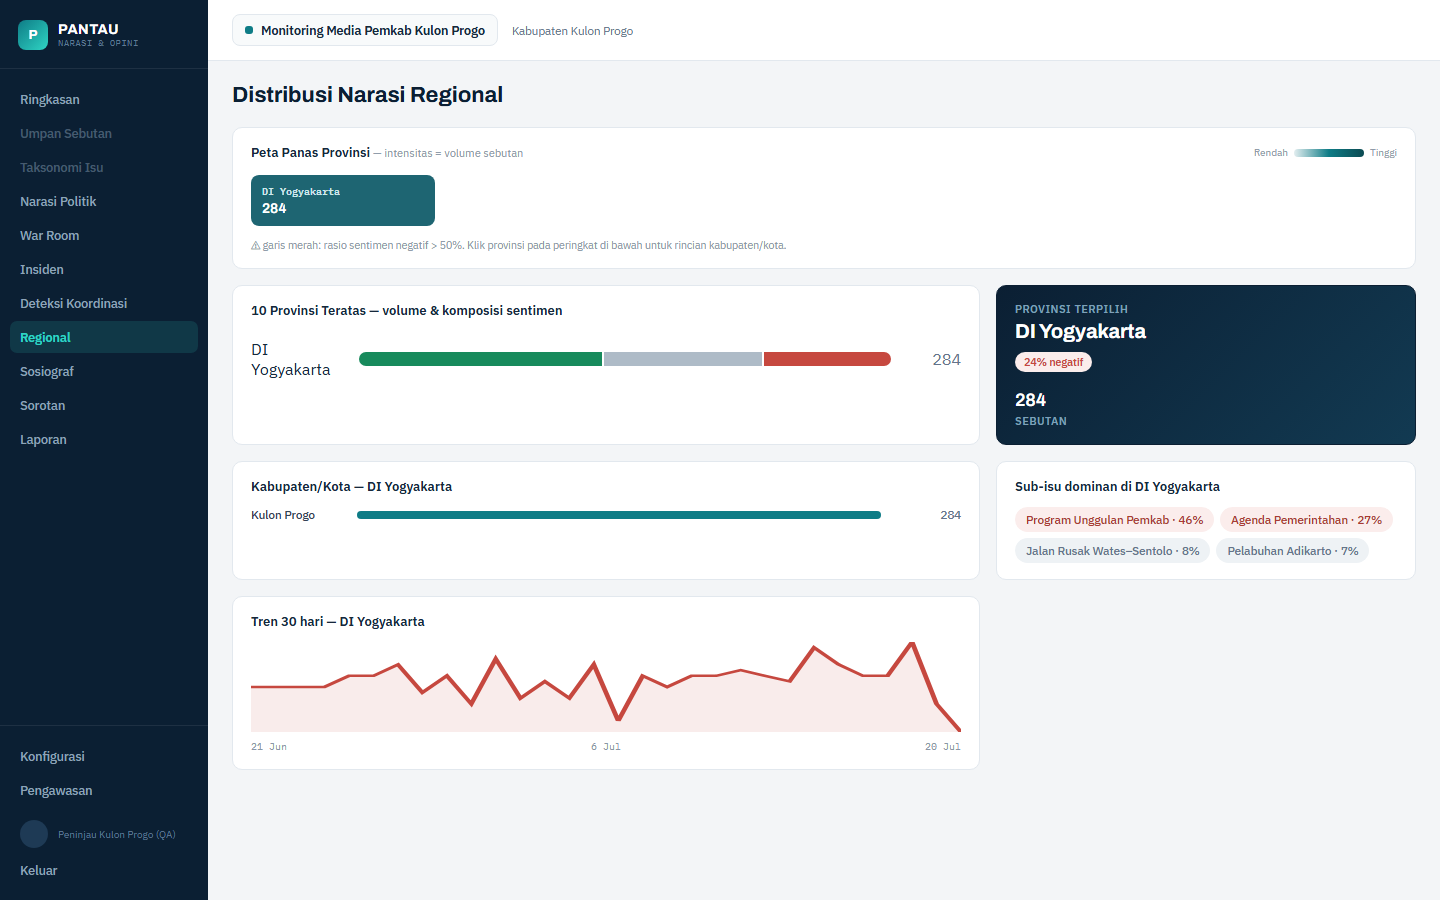 P
PANTAU
NARASI & OPINI
Ringkasan
Umpan Sebutan
Taksonomi Isu
Narasi Politik
War Room
Insiden
Deteksi Koordinasi
Regional
Sosiograf
Sorotan
Laporan
Konfigurasi
Pengawasan
Peninjau Kulon Progo (QA)
Keluar
Monitoring Media Pemkab Kulon Progo
Kabupaten Kulon Progo
Distribusi Narasi Regional
Peta Panas Provinsi — intensitas = volume sebutan
Rendah
Tinggi
DI Yogyakarta
284
⚠ garis merah: rasio sentimen negatif > 50%. Klik provinsi pada peringkat di bawah untuk rincian kabupaten/kota.
10 Provinsi Teratas — volume & komposisi sentimen
DI
Yogyakarta
284
PROVINSI TERPILIH
DI Yogyakarta
24% negatif
284
SEBUTAN
Kabupaten/Kota — DI Yogyakarta
Kulon Progo
284
Sub-isu dominan di DI Yogyakarta
Program Unggulan Pemkab · 46%
Agenda Pemerintahan · 27%
Jalan Rusak Wates–Sentolo · 8%
Pelabuhan Adikarto · 7%
Tren 30 hari — DI Yogyakarta
21 Jun
6 Jul
20 Jul